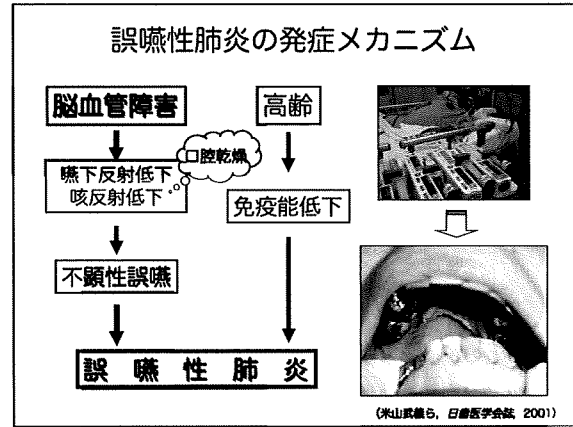 誤嚥性肺炎の発症メカニズム
脳血管障害
高齢
口腔乾燥
嚥下反射低下
咳反射低下
免疫能低下
不顕性誤嚥
誤嚥性肺炎
(米山武義ら, 日歯医学会誌, 2001)